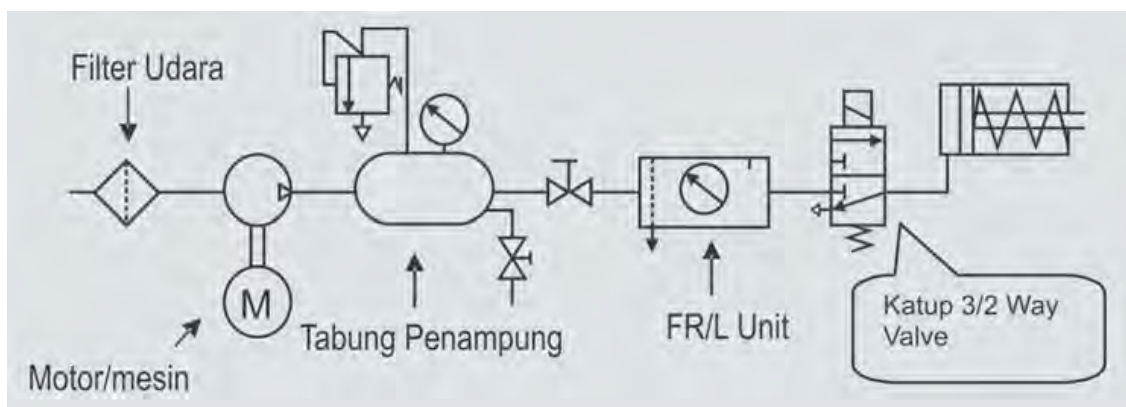 Filter Udara
M
Motor/mesin
Tabung Penampung
FR/L Unit
Katup 3/2 Way
Valve